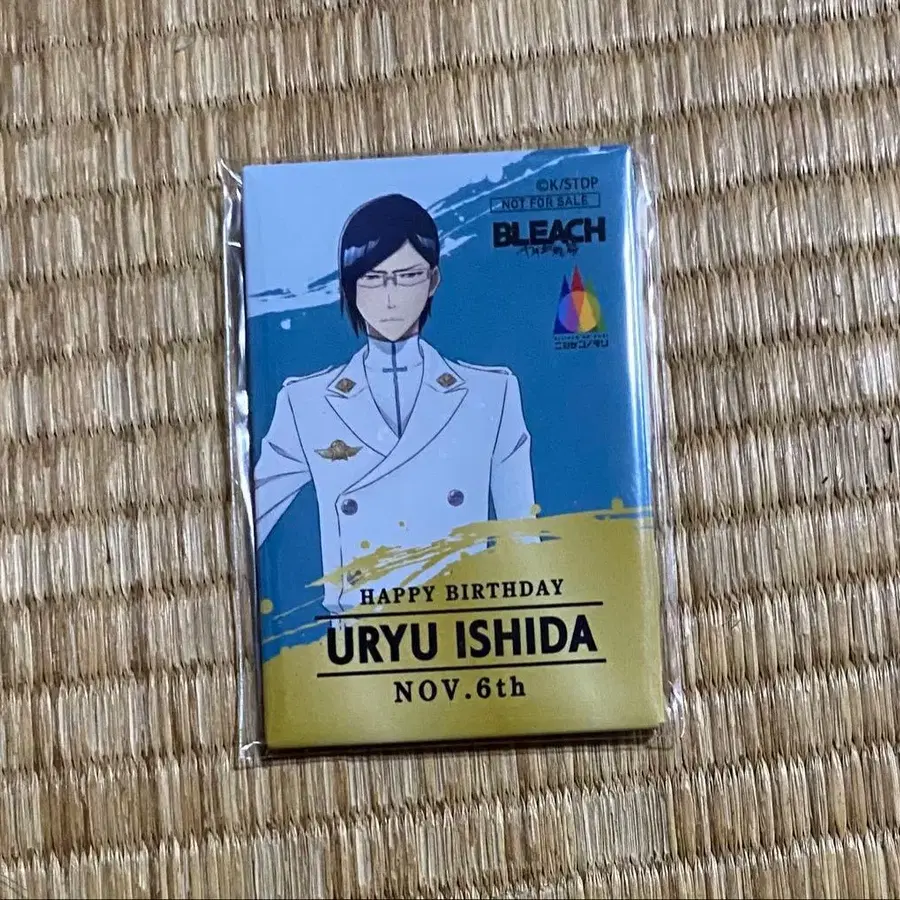 ©K/STDP
NOT FOR SALE
BLEACH
HAPPY BIRTHDAY
URYU ISHIDA
NOV.6th